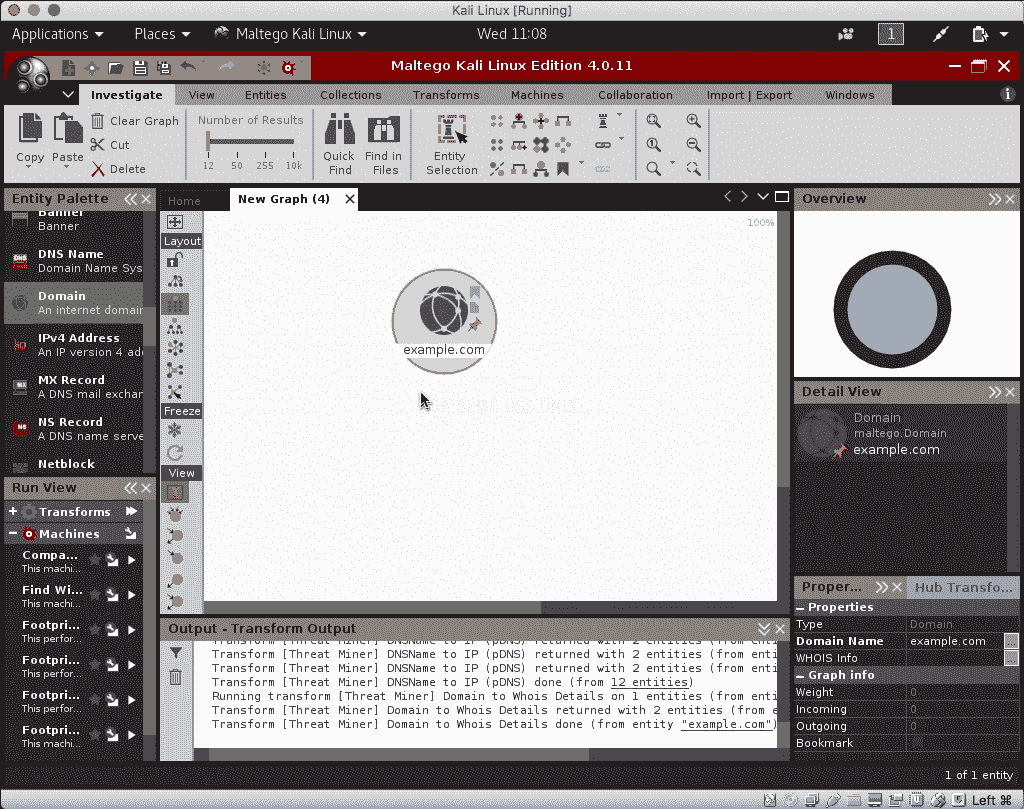 Kali Linux [Running]
Applications Places Maltego Kali Linux Wed 11:08 1
Maltego Kali Linux Edition 4.0.11
Investigate View Entities Collections Transforms Machines Collaboration Import | Export Windows
Copy
Paste
Clear Graph
Cut
Delete
Number of Results
12 50 255 10k
Quick
Find
Find in
Files
Entity
Selection
Entity Palette
Banner
Banner
DNS Name
Domain Name Sys
Domain
An internet domain
IPv4 Address
An IP version 4 add
MX Record
A DNS mail exchan
NS Record
A DNS name serve
Netblock
Run View
Transforms
Machines
Compa...
This machi...
Find Wi...
This machi...
Footpri...
This perfor...
Footpri...
This perfor...
Footpri...
This perfor...
Footpri...
This machi...
Home New Graph (4)
Layout
Freeze
View
100%
example.com
Output - Transform Output
Transform [Threat Miner] DNSName to IP (pDNS) returned with 2 entities
Transform [Threat Miner] DNSName to IP (pDNS) returned with 2 entities (from enti
Transform [Threat Miner] DNSName to IP (pDNS) returned with 2 entities (from enti
Transform [Threat Miner] DNSName to IP (pDNS) done (from 12 entities)
Running transform [Threat Miner] Domain to Whois Details on 1 entities (from enti
Transform [Threat Miner] Domain to Whois Details returned with 2 entities (from e
Transform [Threat Miner] Domain to Whois Details done (from entity "example.com")
Overview
Detail View
Domain
maltego.Domain
example.com
Proper... Hub Transfo...
Properties
Type Domain
Domain Name example.com ...
WHOIS Info ...
Graph info
Weight 0
Incoming 0
Outgoing 0
Bookmark
1 of 1 entity
Left ⌘